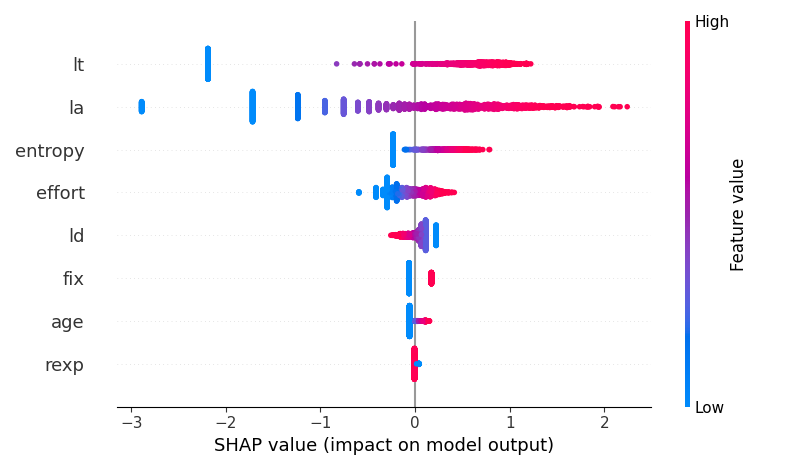 High
lt
la
entropy
effort
Feature value
ld
fix
age
rexp
Low
−3 −2 −1 0 1 2
SHAP value (impact on model output)